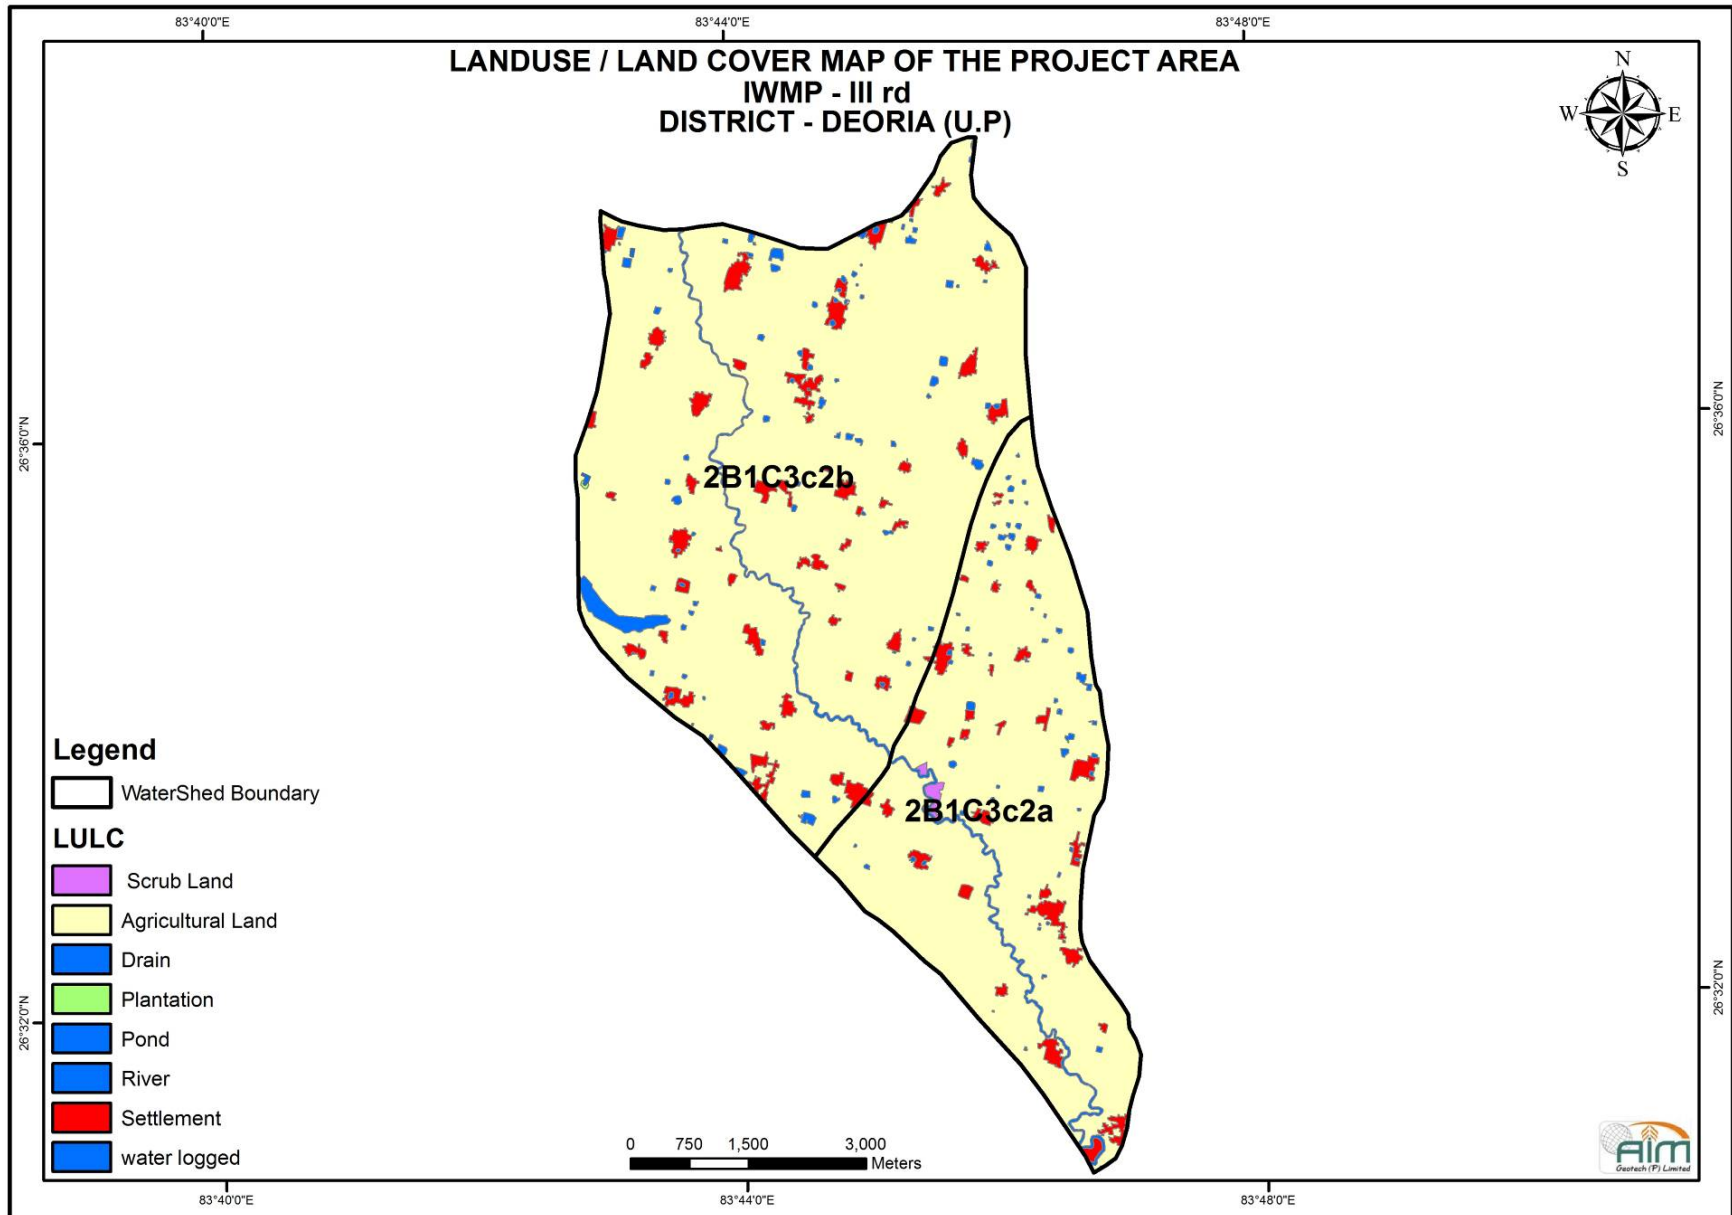 83°40'0"E
83°44'0"E
83°48'0"E
LANDUSE / LAND COVER MAP OF THE PROJECT AREA
IWMP - III rd
DISTRICT - DEORIA (U.P)
N
W
E
S
26°36'0"N
26°36'0"N
2B1C3c2b
2B1C3c2a
Legend
WaterShed Boundary
LULC
Scrub Land
Agricultural Land
Drain
Plantation
Pond
River
Settlement
water logged
26°32'0"N
26°32'0"N
0 750 1,500 3,000
Meters
AIM
Geotech (P) Limited
83°40'0"E
83°44'0"E
83°48'0"E